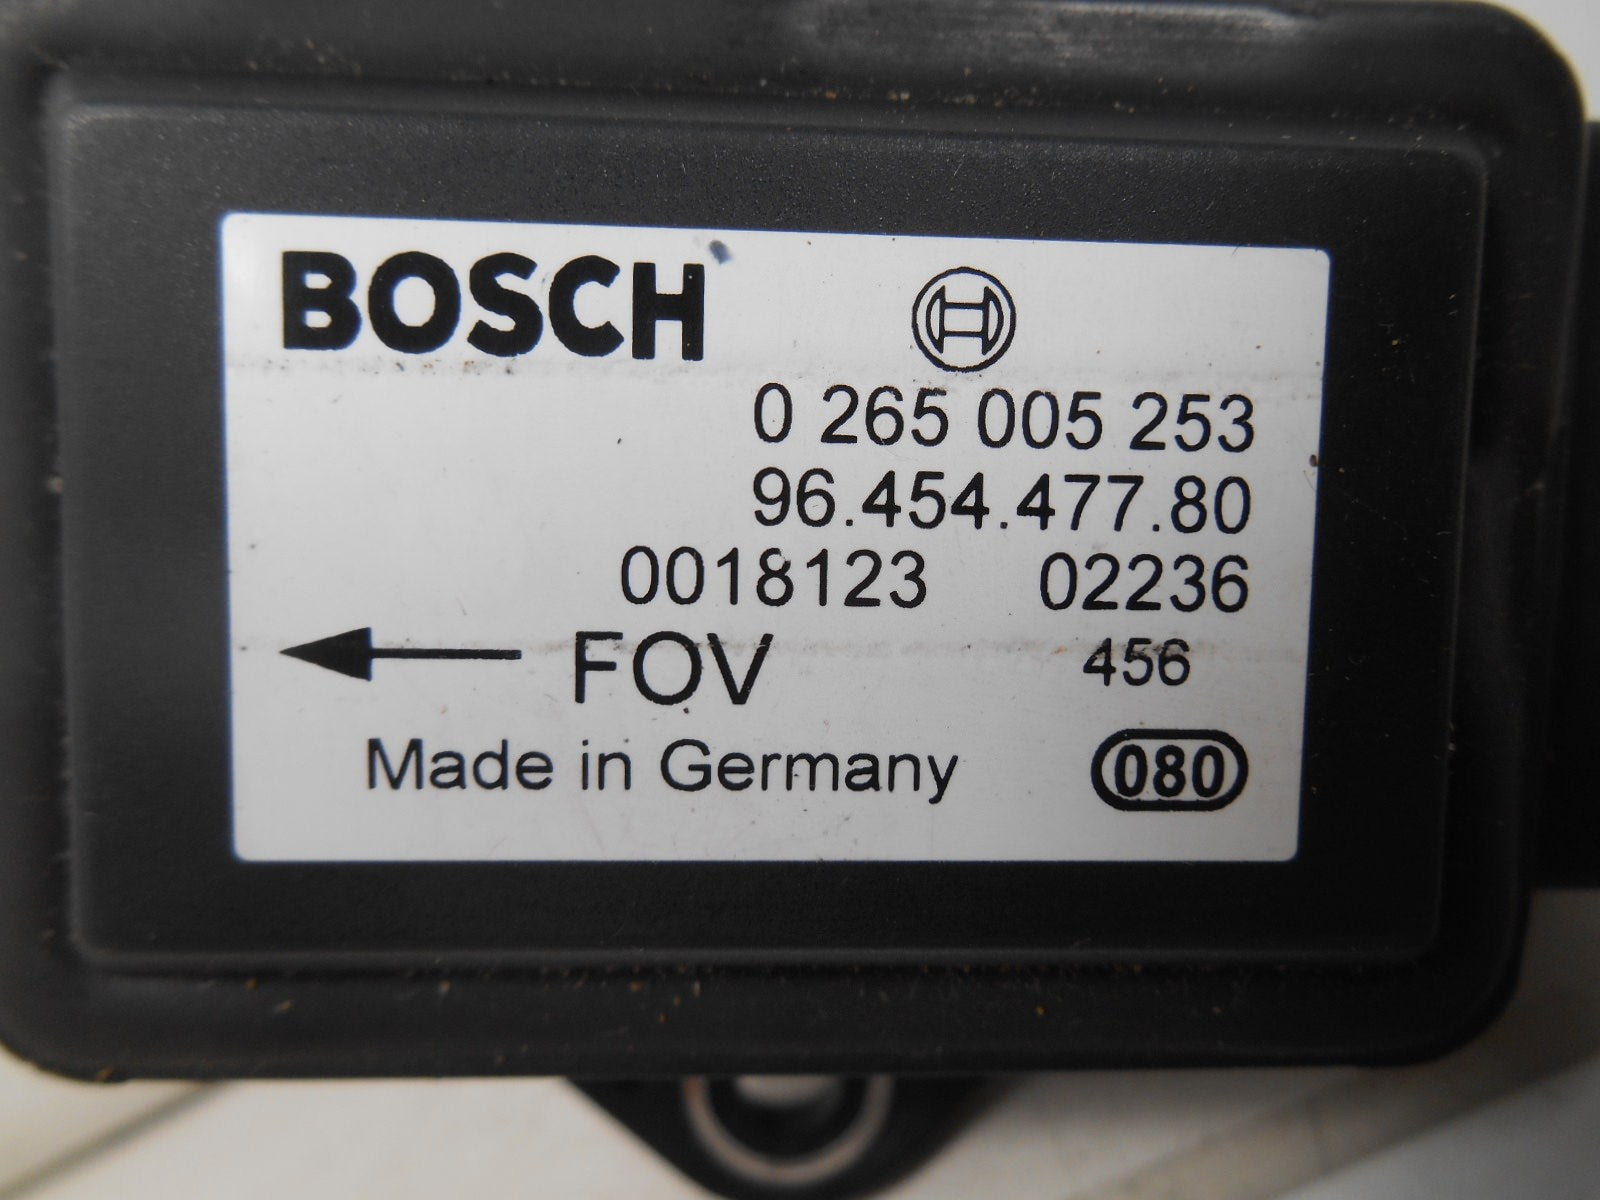 BOSCH
0 265 005 253
96.454.477.80
0018123 02236
FOV 456
Made in Germany 080